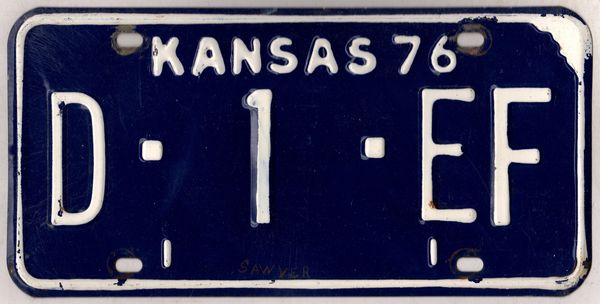 KANSAS 76
D·1·EF
SAWYER